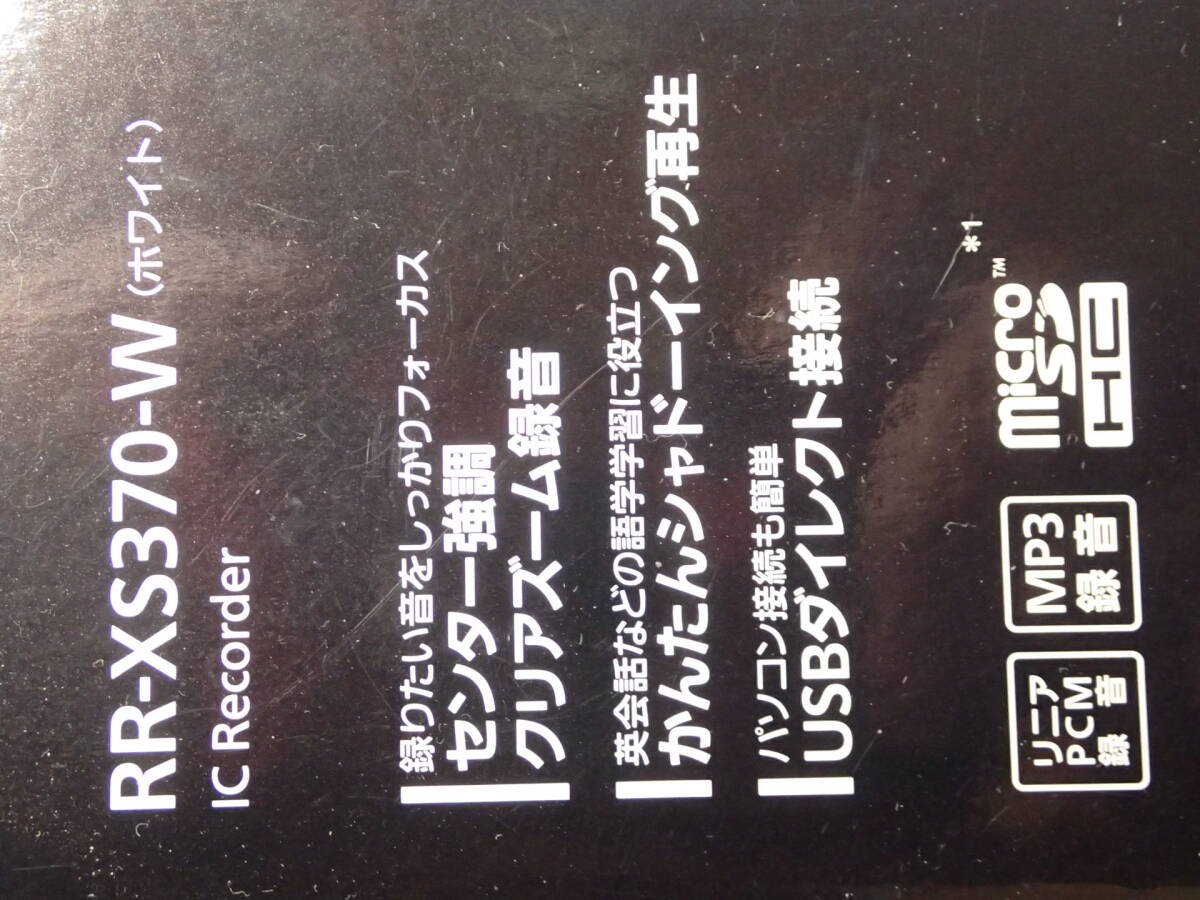 RR-XS370-W（ホワイト）
IC Recorder
録りたい音をしっかりフォーカス
センター強調
クリアズーム録音
英会話などの語学学習に役立つ
かんたんシャドーイング再生
パソコン接続も簡単
USBダイレクト接続
リニア
PCM
録音
MP3
録音
micro
SD
HC
™
*1